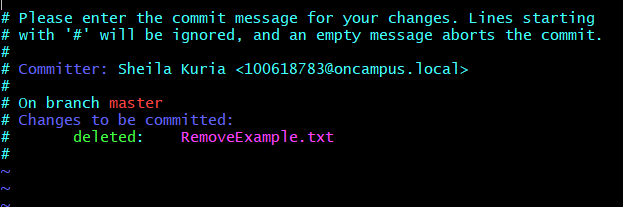 # Please enter the commit message for your changes. Lines starting
# with '#' will be ignored, and an empty message aborts the commit.
#
# Committer: Sheila Kuria <100618783@oncampus.local>
#
# On branch master
# Changes to be committed:
#       deleted:    RemoveExample.txt
#
~
~
~